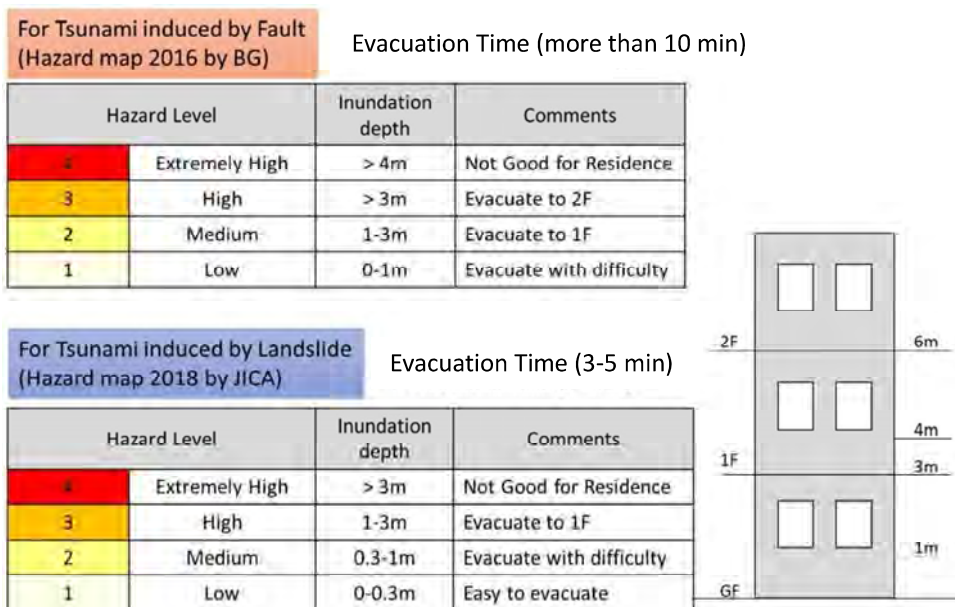 For Tsunami induced by Fault
(Hazard map 2016 by BG)
Evacuation Time (more than 10 min)
Hazard Level Inundation depth Comments
4 Extremely High > 4m Not Good for Residence
3 High > 3m Evacuate to 2F
2 Medium 1-3m Evacuate to 1F
1 Low 0-1m Evacuate with difficulty
For Tsunami induced by Landslide
(Hazard map 2018 by JICA)
Evacuation Time (3-5 min)
Hazard Level Inundation depth Comments
4 Extremely High > 3m Not Good for Residence
3 High 1-3m Evacuate to 1F
2 Medium 0.3-1m Evacuate with difficulty
1 Low 0-0.3m Easy to evacuate
2F 6m
4m
1F 3m
1m
GF